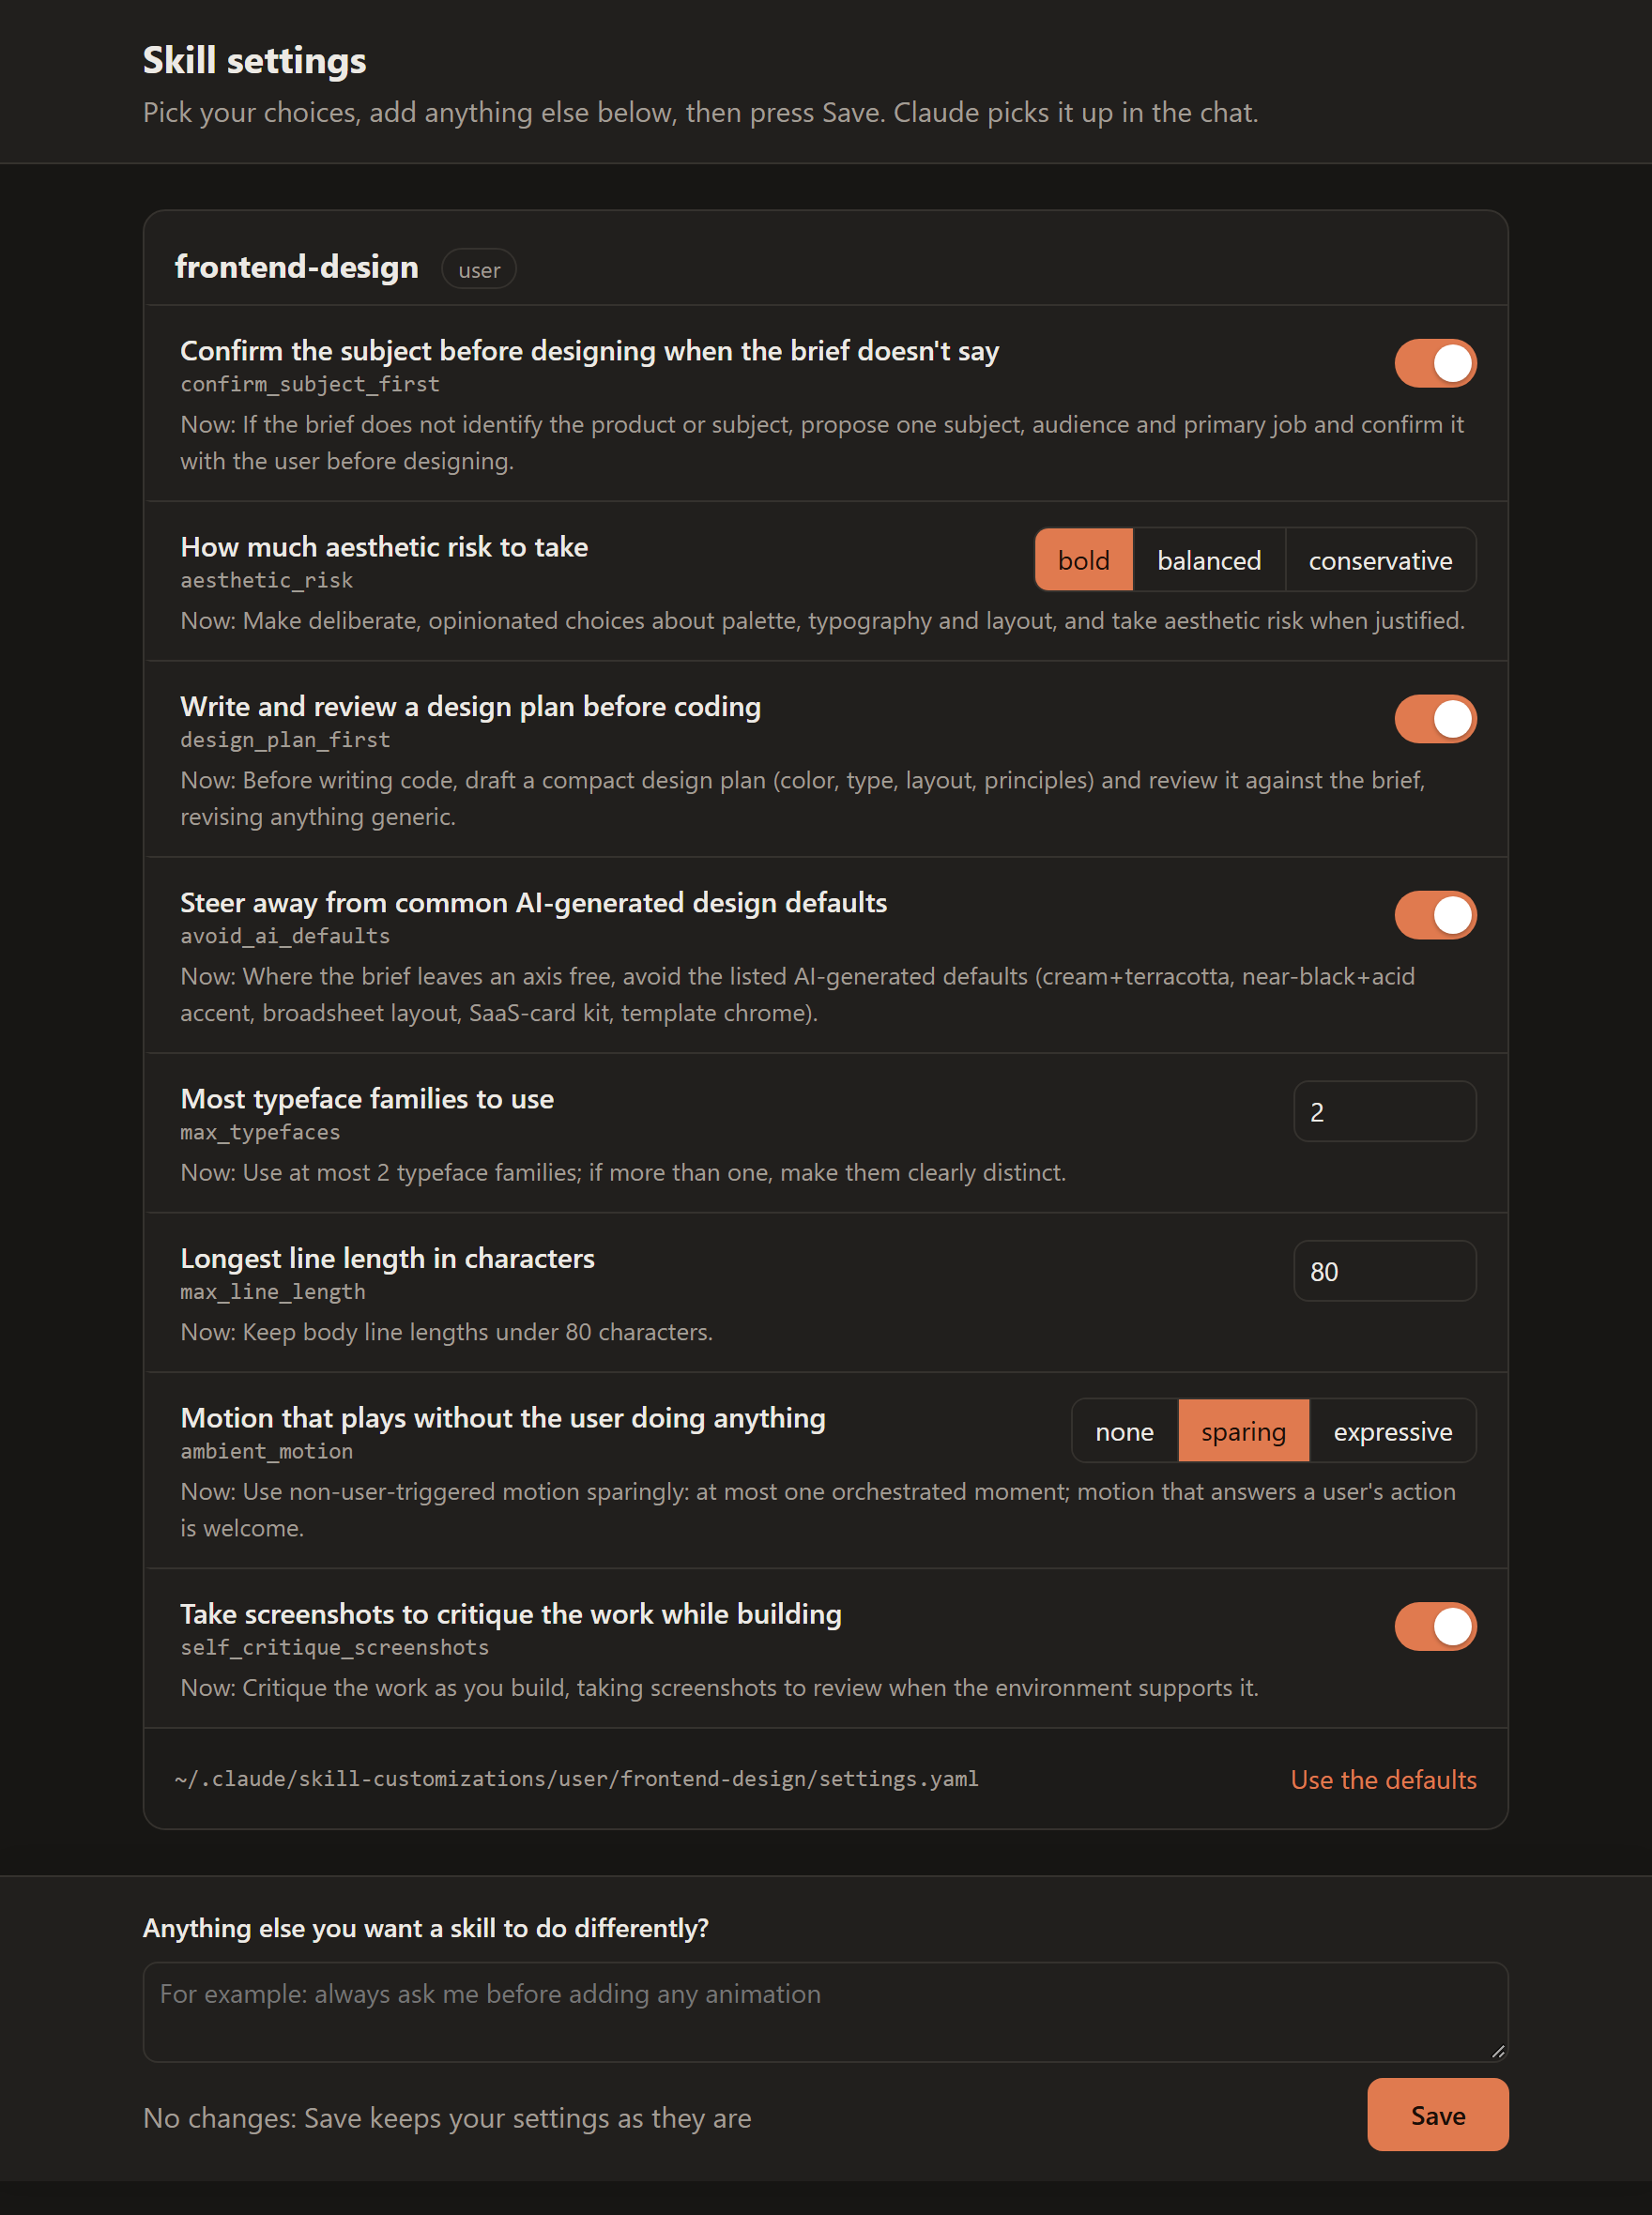 Skill settings
Pick your choices, add anything else below, then press Save. Claude picks it up in the chat.
frontend-design user
Confirm the subject before designing when the brief doesn't say
confirm_subject_first
Now: If the brief does not identify the product or subject, propose one subject, audience and primary job and confirm it
with the user before designing.
How much aesthetic risk to take
bold balanced conservative
aesthetic_risk
Now: Make deliberate, opinionated choices about palette, typography and layout, and take aesthetic risk when justified.
Write and review a design plan before coding
design_plan_first
Now: Before writing code, draft a compact design plan (color, type, layout, principles) and review it against the brief,
revising anything generic.
Steer away from common AI-generated design defaults
avoid_ai_defaults
Now: Where the brief leaves an axis free, avoid the listed AI-generated defaults (cream+terracotta, near-black+acid
accent, broadsheet layout, SaaS-card kit, template chrome).
Most typeface families to use
2
max_typefaces
Now: Use at most 2 typeface families; if more than one, make them clearly distinct.
Longest line length in characters
80
max_line_length
Now: Keep body line lengths under 80 characters.
Motion that plays without the user doing anything
none sparing expressive
ambient_motion
Now: Use non-user-triggered motion sparingly: at most one orchestrated moment; motion that answers a user's action
is welcome.
Take screenshots to critique the work while building
self_critique_screenshots
Now: Critique the work as you build, taking screenshots to review when the environment supports it.
~/.claude/skill-customizations/user/frontend-design/settings.yaml Use the defaults
Anything else you want a skill to do differently?
For example: always ask me before adding any animation
No changes: Save keeps your settings as they are
Save